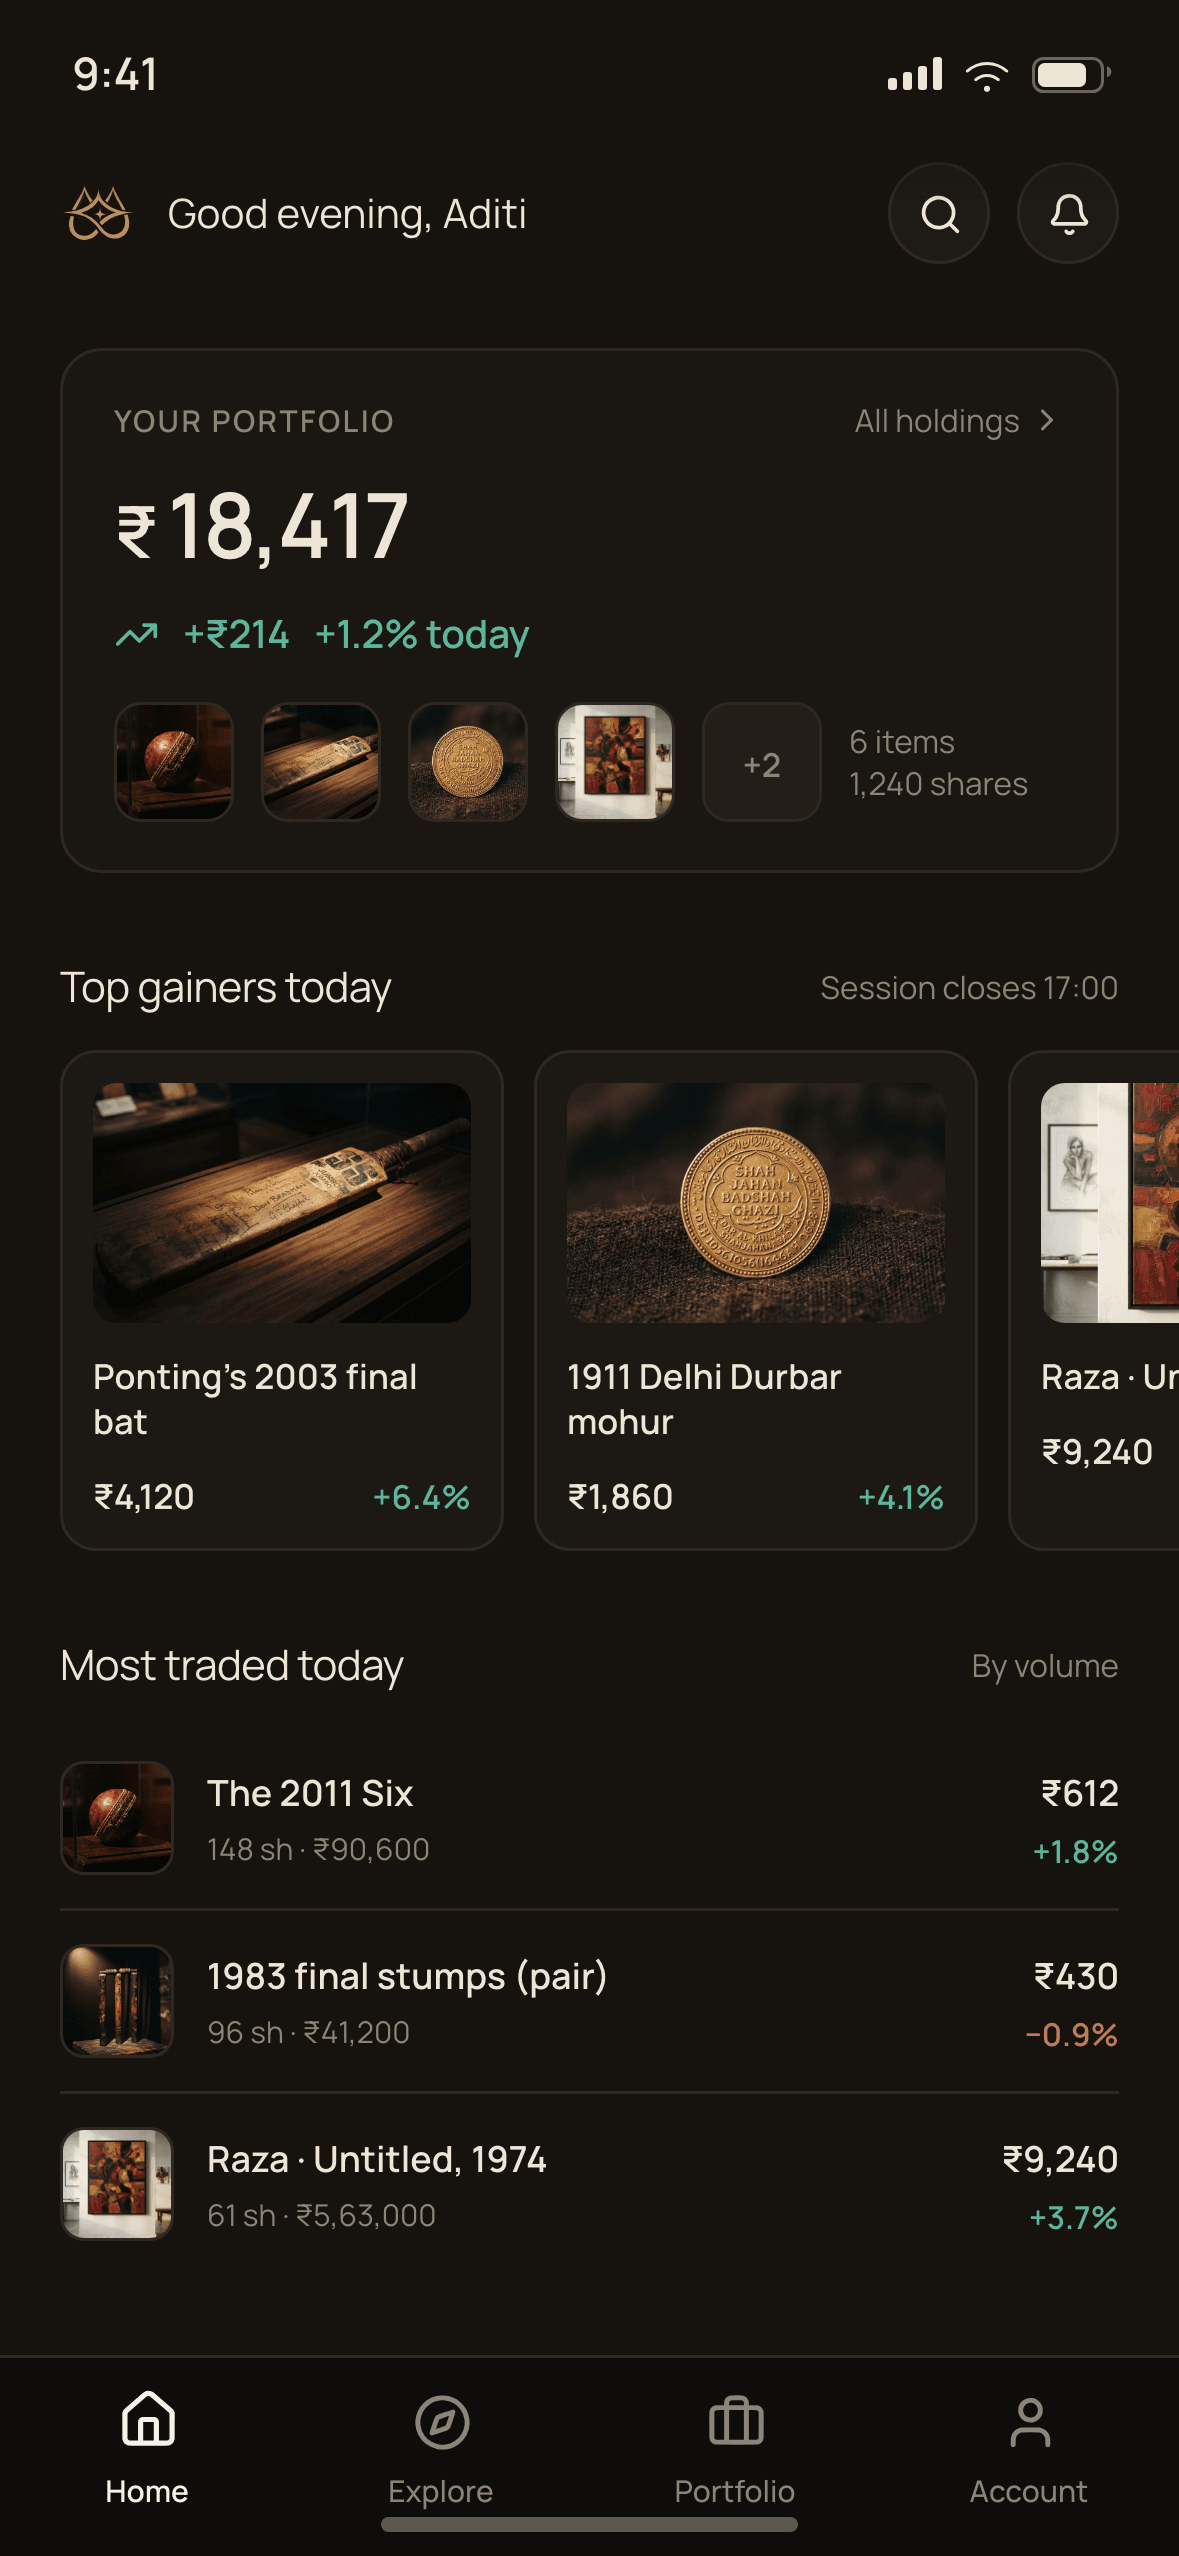 9:41
Good evening, Aditi
YOUR PORTFOLIO
All holdings
₹18,417
+₹214 +1.2% today
+2
6 items
1,240 shares
Top gainers today
Session closes 17:00
SHAH
JAHAN
BADSHAH
GHAZI
Ponting's 2003 final
bat
₹4,120 +6.4%
1911 Delhi Durbar
mohur
₹1,860 +4.1%
Raza · Un
₹9,240
Most traded today
By volume
The 2011 Six
₹612
148 sh · ₹90,600
+1.8%
1983 final stumps (pair)
₹430
96 sh · ₹41,200
−0.9%
Raza · Untitled, 1974
₹9,240
61 sh · ₹5,63,000
+3.7%
Home
Explore
Portfolio
Account